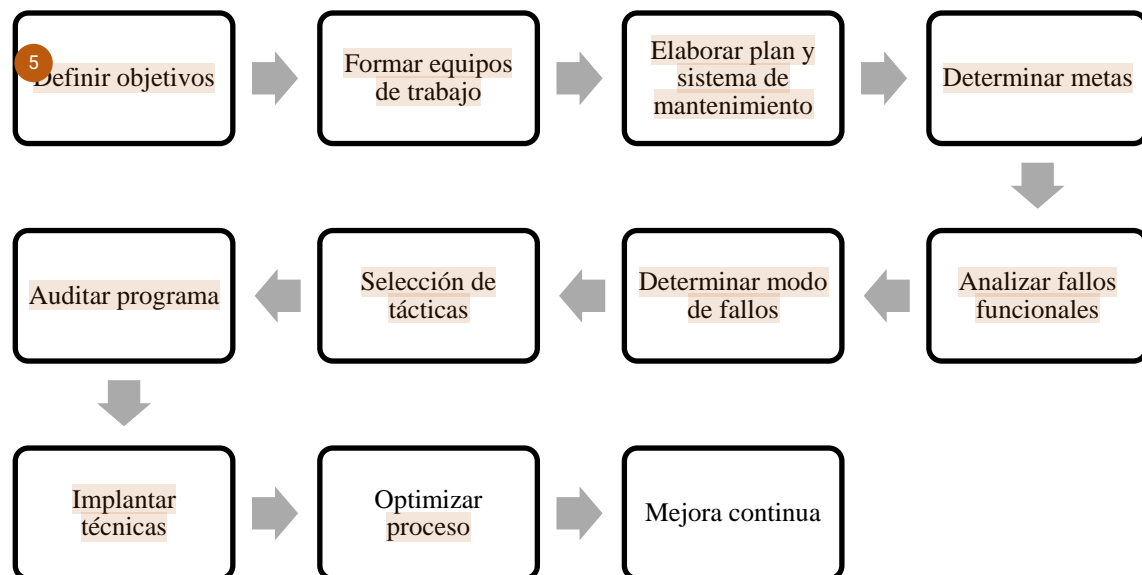 5
Definir objetivos
Formar equipos
de trabajo
Elaborar plan y
sistema de
mantenimiento
Determinar metas
Analizar fallos
funcionales
Determinar modo
de fallos
Selección de
tácticas
Auditar programa
Implantar
técnicas
Optimizar
proceso
Mejora continua